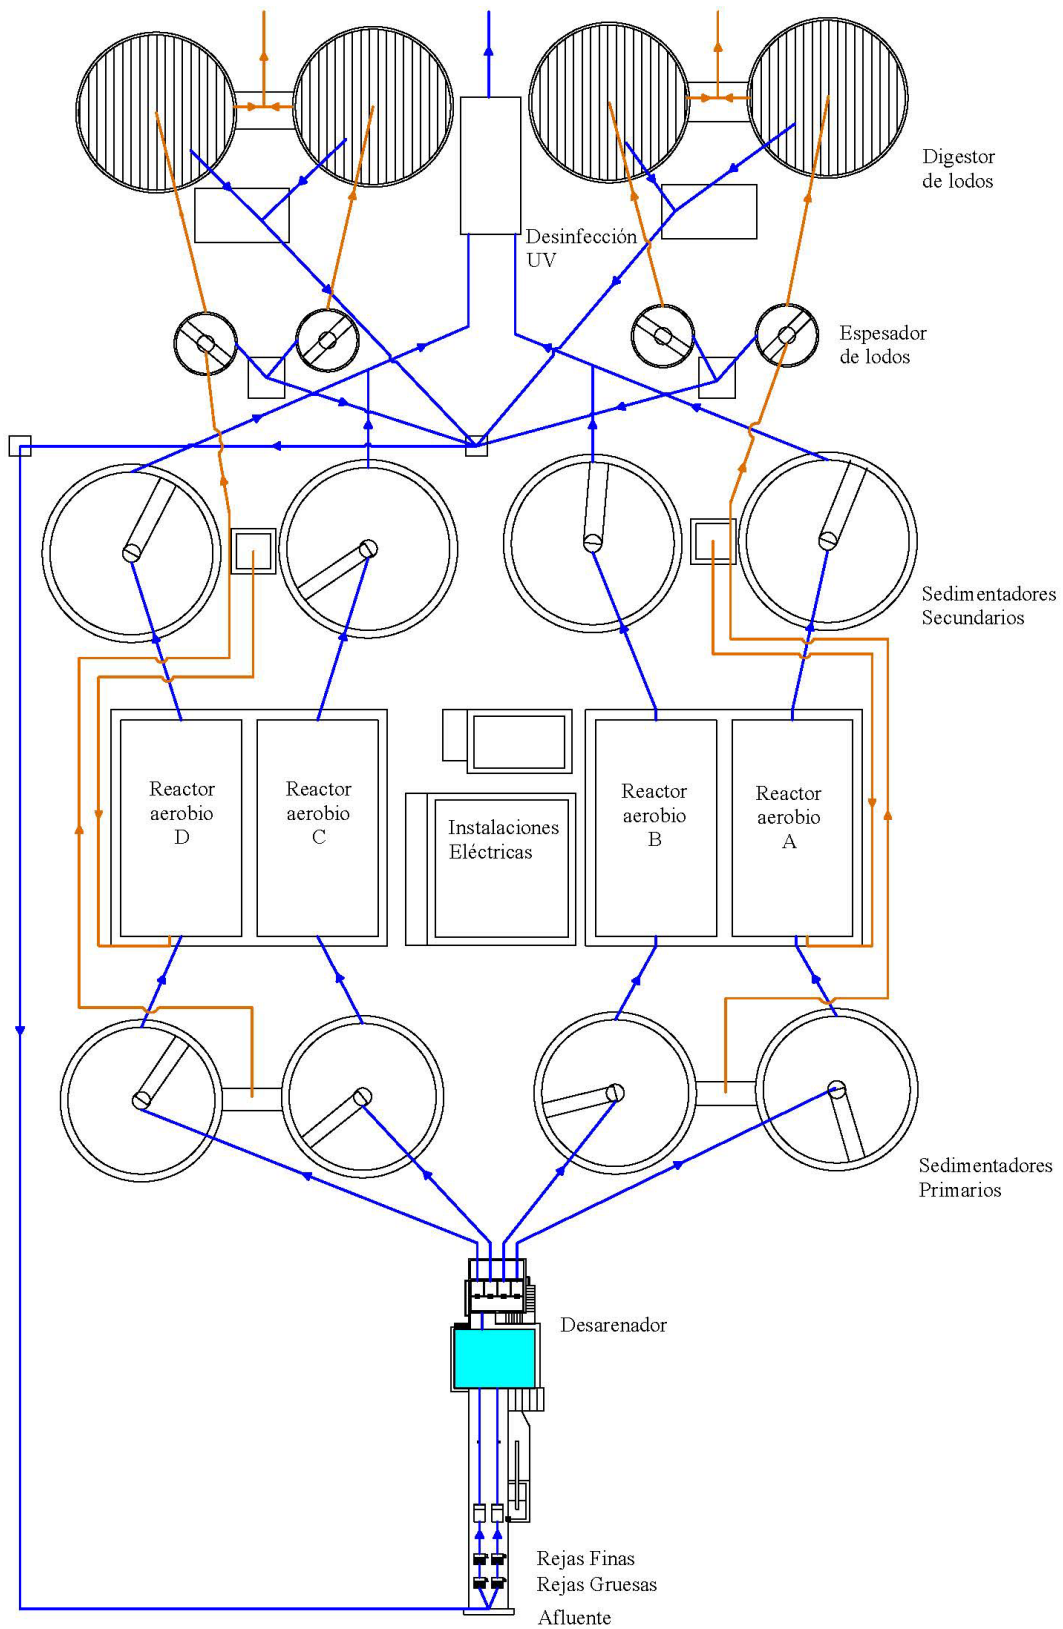 Digestor
de lodos
Desinfección
UV
Espesador
de lodos
Sedimentadores
Secundarios
Reactor
aerobio
D
Reactor
aerobio
C
Instalaciones
Eléctricas
Reactor
aerobio
B
Reactor
aerobio
A
Sedimentadores
Primarios
Desarenador
Rejas Finas
Rejas Gruesas
Afluente